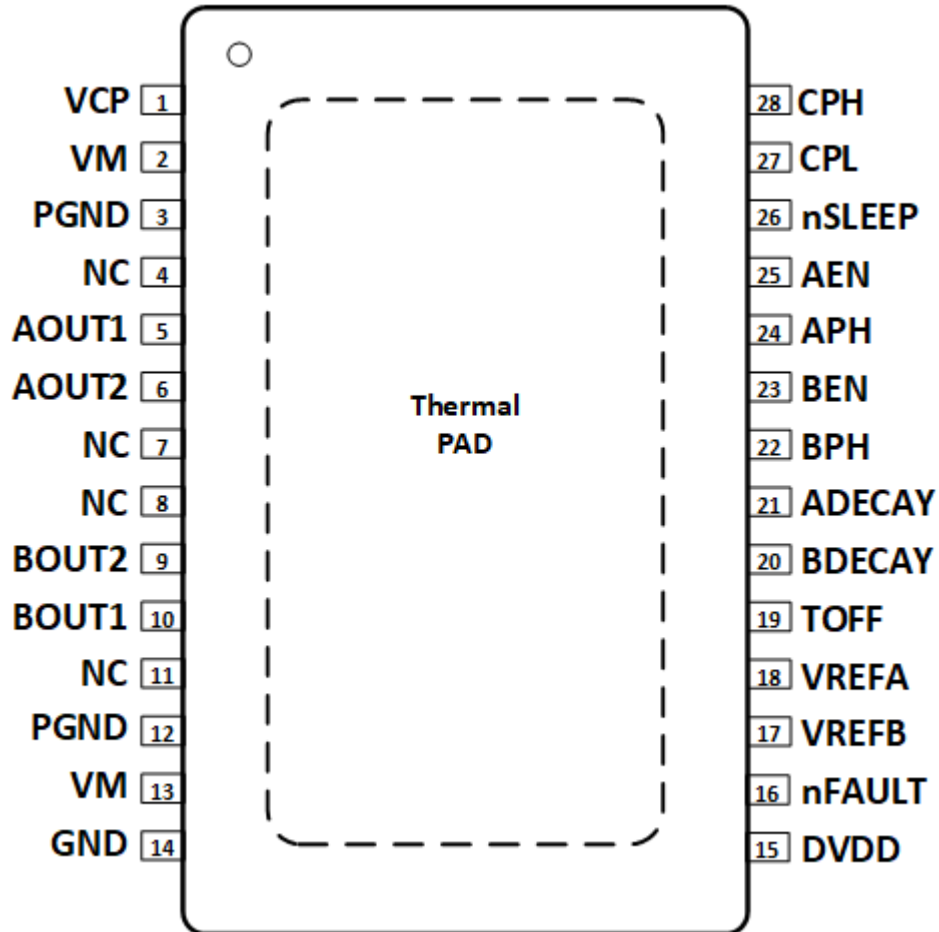 VCP 1
VM 2
PGND 3
NC 4
AOUT1 5
AOUT2 6
NC 7
NC 8
BOUT2 9
BOUT1 10
NC 11
PGND 12
VM 13
GND 14
Thermal
PAD
28 CPH
27 CPL
26 nSLEEP
25 AEN
24 APH
23 BEN
22 BPH
21 ADECAY
20 BDECAY
19 TOFF
18 VREFA
17 VREFB
16 nFAULT
15 DVDD